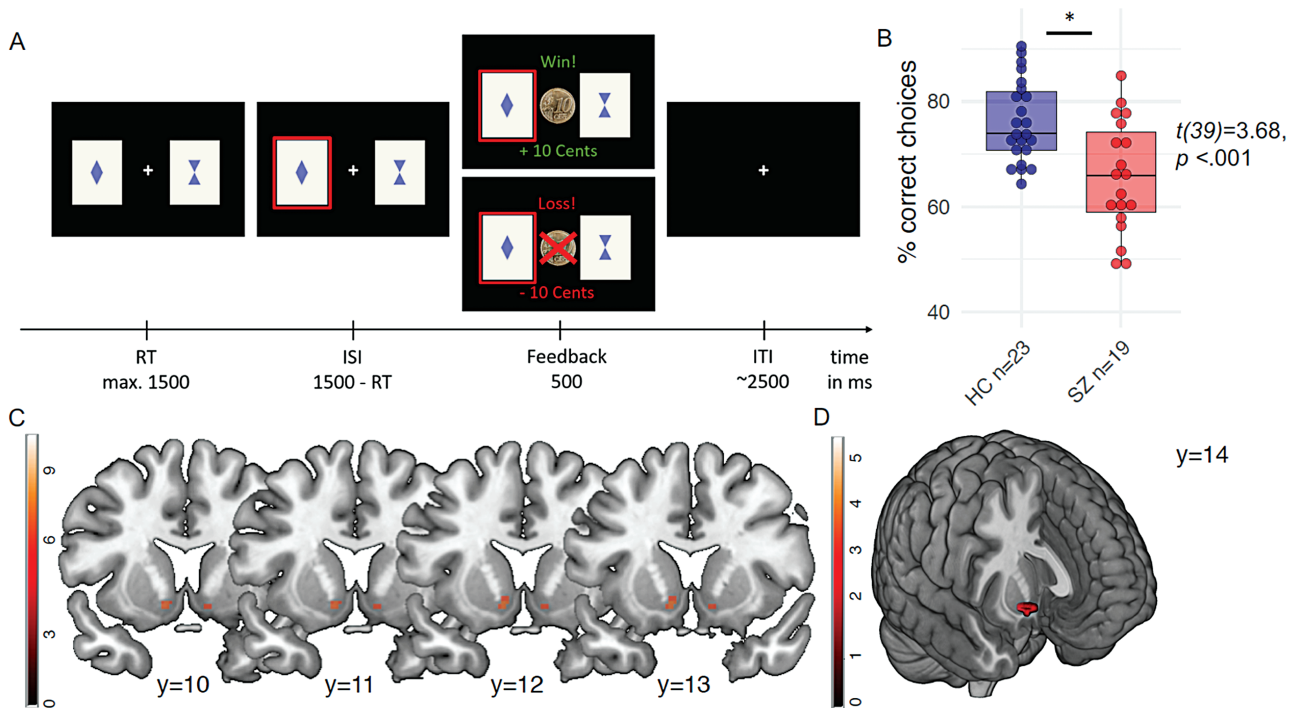 A
Win!
10
+ 10 Cents
Loss!
- 10 Cents
RT
max. 1500
ISI
1500 - RT
Feedback
500
ITI
~2500
time
in ms
B
*
% correct choices
80
60
40
HC n=23
SZ n=19
t(39)=3.68,
p <.001
C
9
6
3
0
y=10
y=11
y=12
y=13
D
5
4
3
2
1
0
y=14